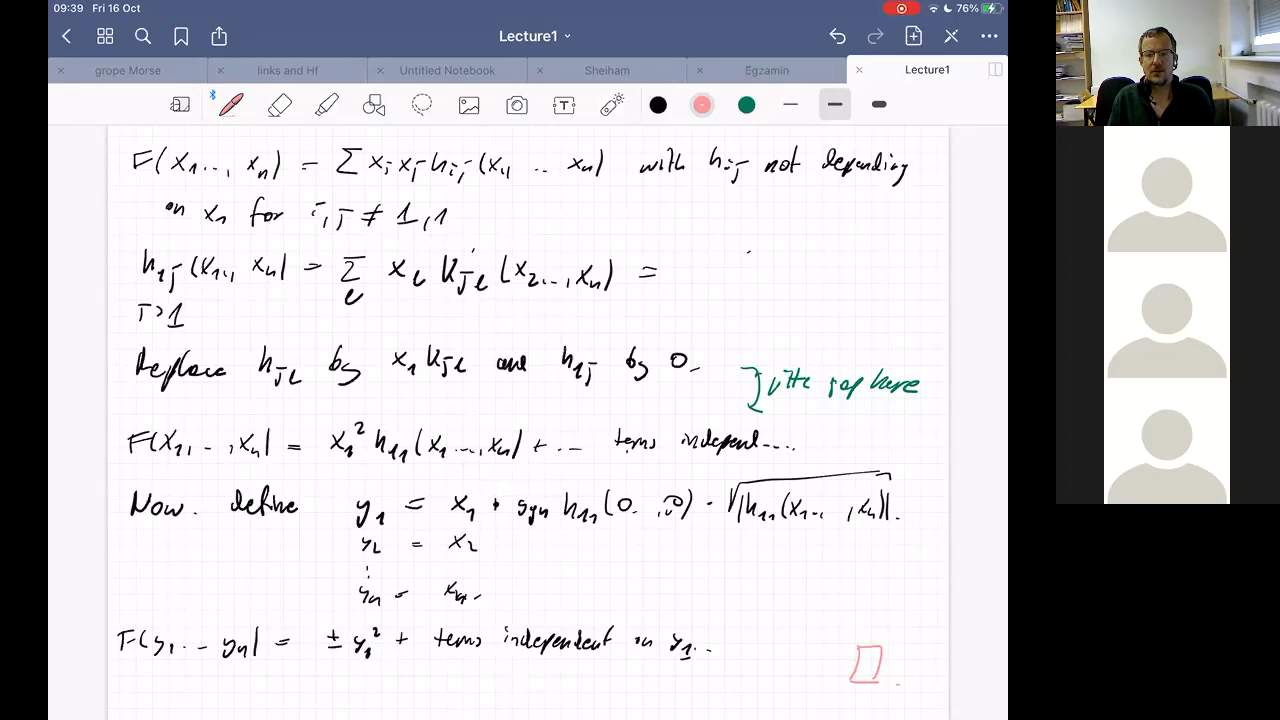 09:39 Fri 16 Oct
76%
Lecture1
grope Morse
links and Hf
Untitled Notebook
Sheiham
Egzamin
Lecture1
F(x1..., xn) = Σ xi xj hij (x1, .. xn) with hij not depending
on x1 for i,j ≠ 1,1
h1j (x1.., xn) = Σ_l x_l k_jl (x2..., xn) =
j>1
Replace hjl by x1 kjl and h1j by 0.
little gap here
F(x1, .., xn) = x1² h11 (x1..., xn) + ... terms independ....
Now. define y1 = x1 · sgn h11 (0. ,0) · √|h11 (x1.. , xn)|.
y2 = x2
⋮
yn = xn.
F(y1 ... yn) = ± y1² + terms independent on y1..